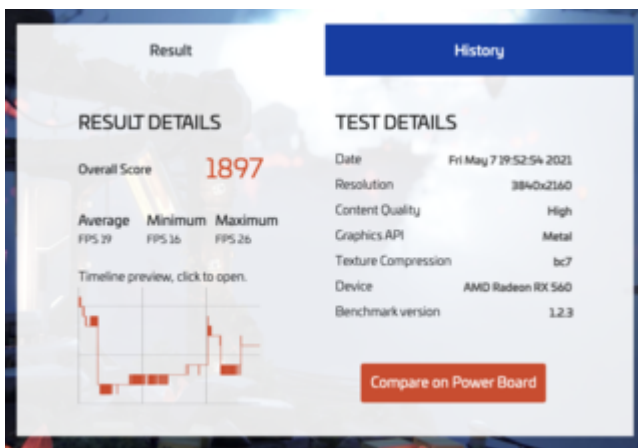 Result
History
RESULT DETAILS
Overall Score 1897
Average Minimum Maximum
FPS 19 FPS 16 FPS 26
Timeline preview, click to open.
TEST DETAILS
Date Fri May 7 19:52:54 2021
Resolution 3840x2160
Content Quality High
Graphics API Metal
Texture Compression bc7
Device AMD Radeon RX 560
Benchmark version 1.2.3
Compare on Power Board